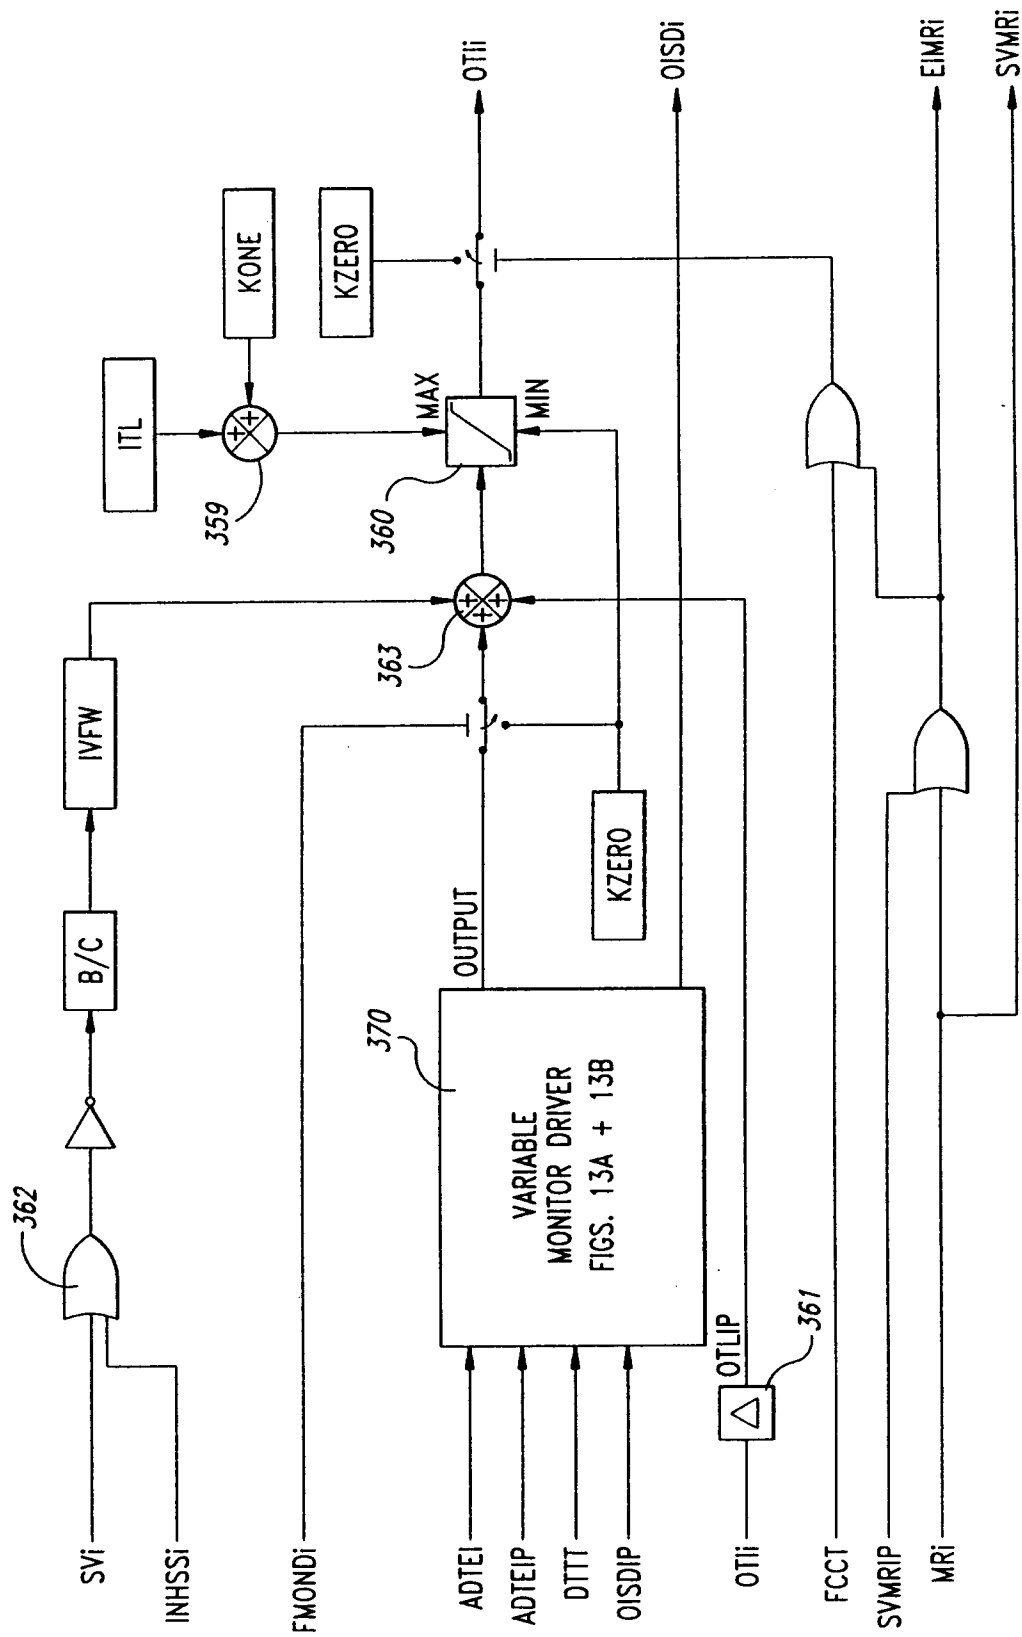 SVi
INHSSi
362
B/C
IVFW
FMONDi
ADTEI
ADTEIP
DTTT
OISDIP
370
VARIABLE
MONITOR DRIVER
FIGS. 13A + 13B
OUTPUT
KZERO
363
+
+
+
ITL
KONE
+
+
359
360
MAX
MIN
KZERO
OTIi
OISDi
OTIi
OTLIP
361
FCCT
SVMRIP
MRi
EIMRi
SVMRi